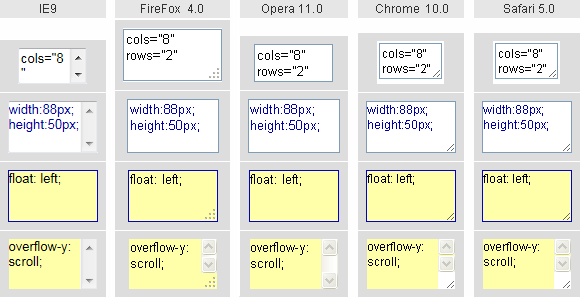 IE9 FireFox 4.0 Opera 11.0 Chrome 10.0 Safari 5.0
cols="8
"
cols="8"
rows="2"
cols="8"
rows="2"
cols="8"
rows="2"
cols="8"
rows="2"
width:88px;
height:50px;
width:88px;
height:50px;
width:88px;
height:50px;
width:88px;
height:50px;
width:88px;
height:50px;
float: left;
float: left;
float: left;
float: left;
float: left;
overflow-y:
scroll;
overflow-y:
scroll;
overflow-y:
scroll;
overflow-y:
scroll;
overflow-y:
scroll;